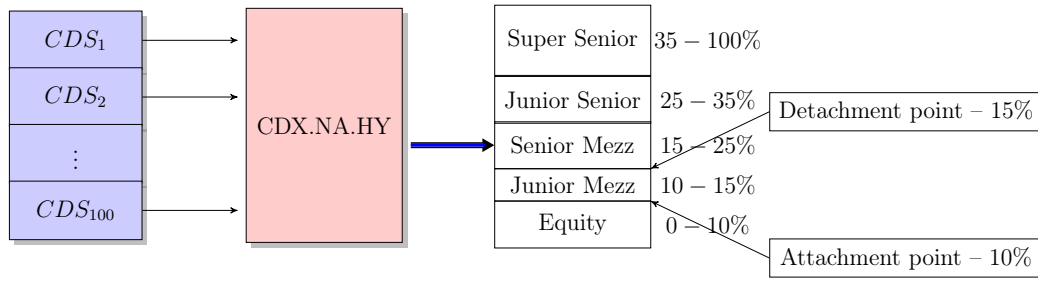 CDS1
CDS2
⋮
CDS100
CDX.NA.HY
Super Senior 35 – 100%
Junior Senior 25 – 35%
Senior Mezz 15 – 25%
Junior Mezz 10 – 15%
Equity 0 – 10%
Detachment point – 15%
Attachment point – 10%